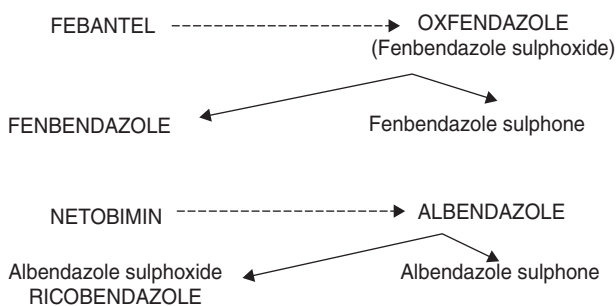 FEBANTEL OXFENDAZOLE
(Fenbendazole sulphoxide)
FENBENDAZOLE Fenbendazole sulphone
NETOBIMIN ALBENDAZOLE
Albendazole sulphoxide Albendazole sulphone
RICOBENDAZOLE